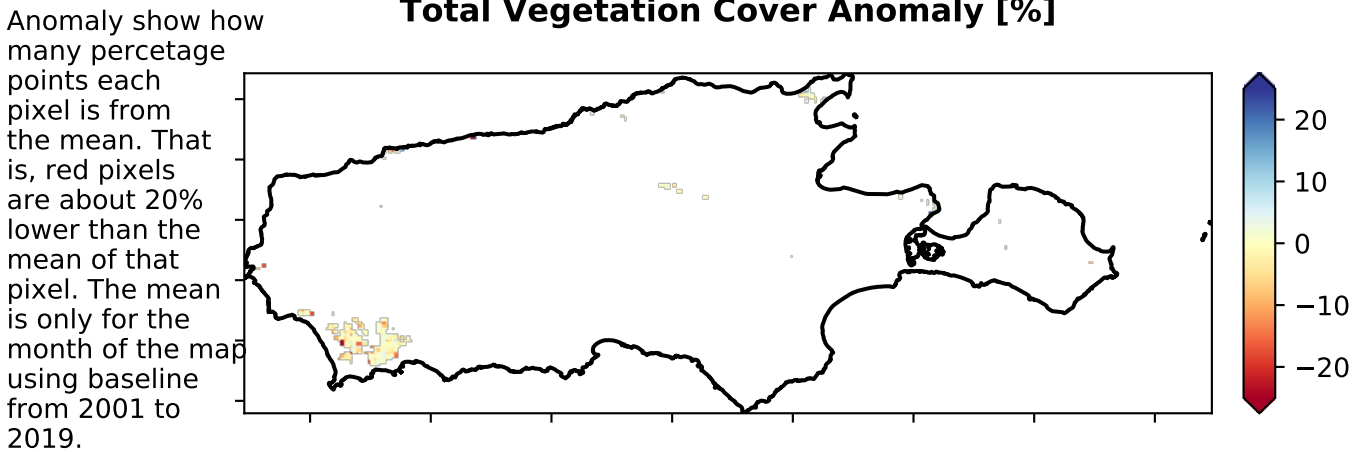 Total Vegetation Cover Anomaly [%]
Anomaly show how
many percetage
points each
pixel is from
the mean. That
is, red pixels
are about 20%
lower than the
mean of that
pixel. The mean
is only for the
month of the map
using baseline
from 2001 to
2019.
20
10
0
−10
−20